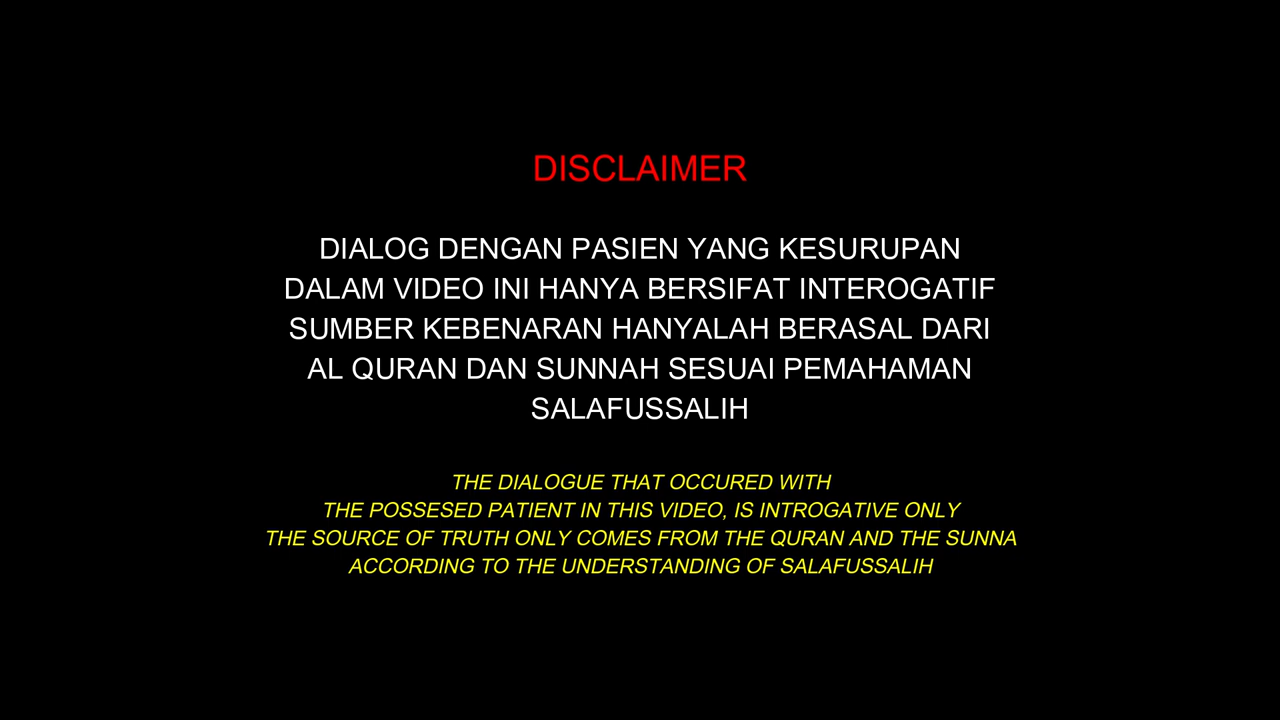 DISCLAIMER
DIALOG DENGAN PASIEN YANG KESURUPAN
DALAM VIDEO INI HANYA BERSIFAT INTEROGATIF
SUMBER KEBENARAN HANYALAH BERASAL DARI
AL QURAN DAN SUNNAH SESUAI PEMAHAMAN
SALAFUSSALIH
THE DIALOGUE THAT OCCURED WITH
THE POSSESED PATIENT IN THIS VIDEO, IS INTROGATIVE ONLY
THE SOURCE OF TRUTH ONLY COMES FROM THE QURAN AND THE SUNNA
ACCORDING TO THE UNDERSTANDING OF SALAFUSSALIH